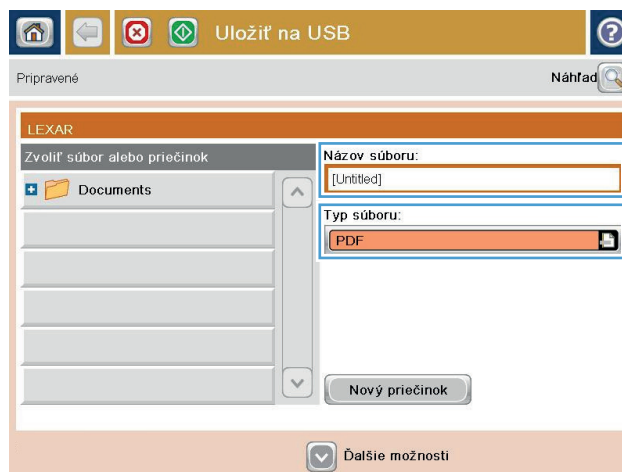 Uložiť na USB
Pripravené
Náhľad
LEXAR
Zvoliť súbor alebo priečinok
Documents
Názov súboru:
[Untitled]
Typ súboru:
PDF
Nový priečinok
Ďalšie možnosti